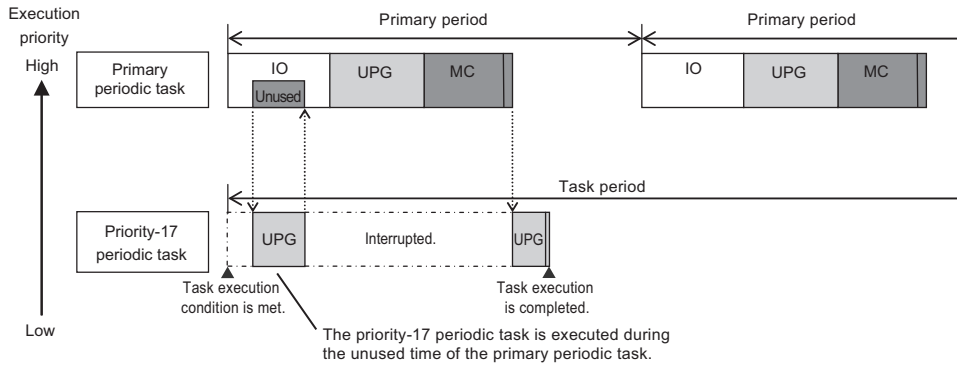 Execution
priority
High
Primary period
Primary period
Primary
periodic task
IO
UPG
MC
Unused
IO
UPG
MC
Task period
Priority-17
periodic task
UPG
Interrupted.
UPG
Task execution
condition is met.
Task execution
is completed.
Low
The priority-17 periodic task is executed during
the unused time of the primary periodic task.